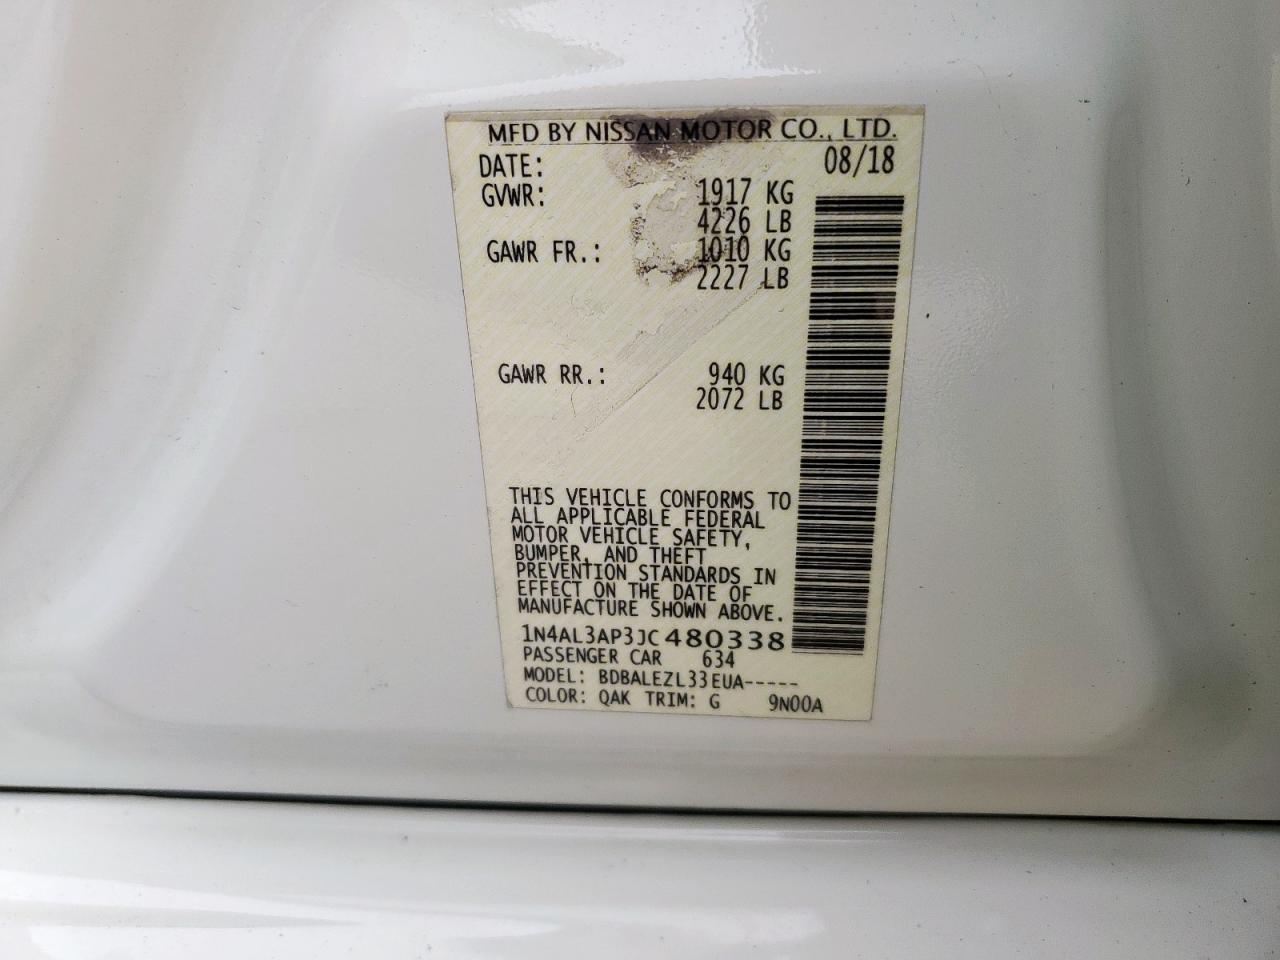 MFD BY NISSAN MOTOR CO., LTD.
DATE: 08/18
GVWR: 1917 KG
4226 LB
GAWR FR.: 1010 KG
2227 LB
GAWR RR.: 940 KG
2072 LB
THIS VEHICLE CONFORMS TO
ALL APPLICABLE FEDERAL
MOTOR VEHICLE SAFETY,
BUMPER, AND THEFT
PREVENTION STANDARDS IN
EFFECT ON THE DATE OF
MANUFACTURE SHOWN ABOVE.
1N4AL3AP3JC480338
PASSENGER CAR 634
MODEL: BDBALEZL33EUA-----
COLOR: QAK TRIM: G 9N00A